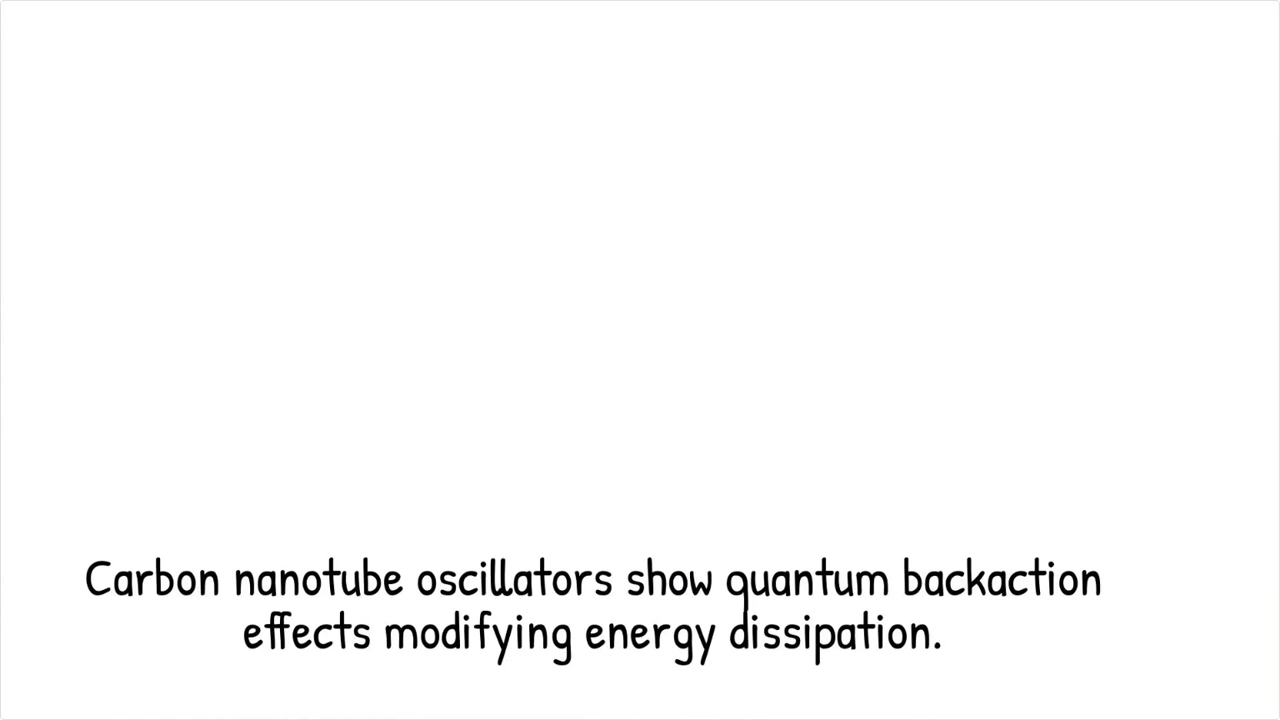 Carbon nanotube oscillators show quantum backaction
effects modifying energy dissipation.